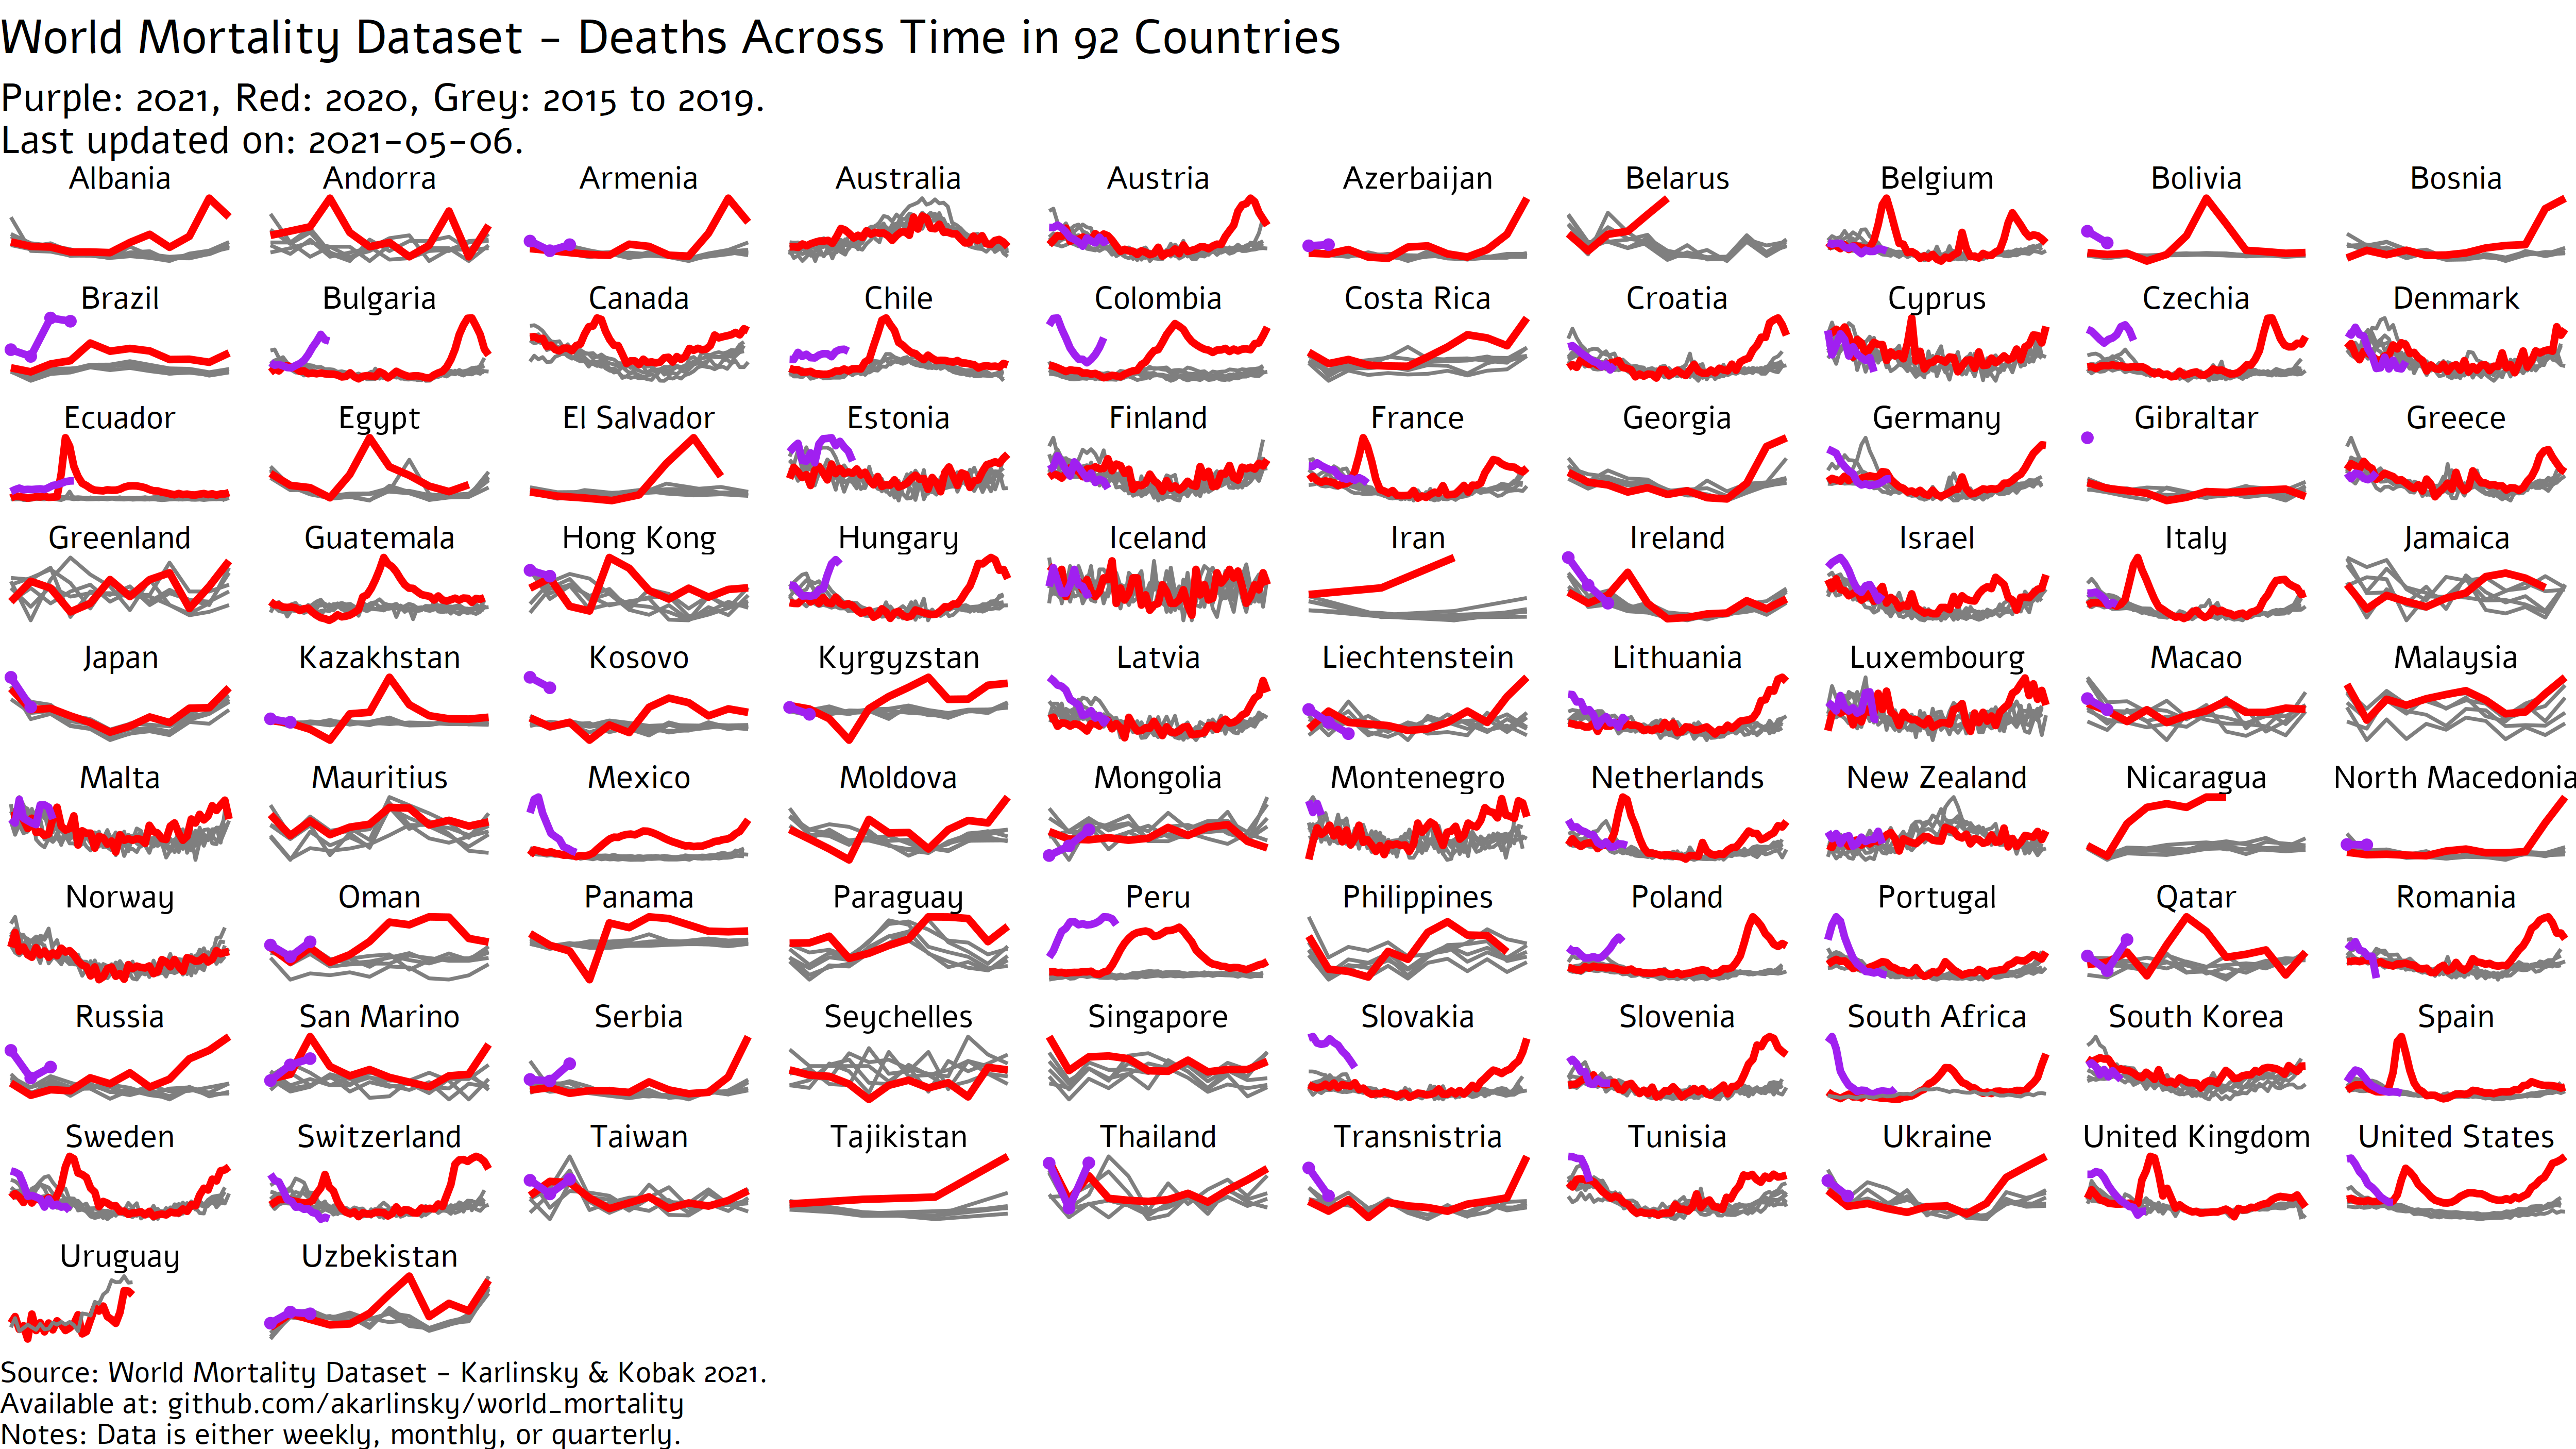 World Mortality Dataset - Deaths Across Time in 92 Countries
Purple: 2021, Red: 2020, Grey: 2015 to 2019.
Last updated on: 2021-05-06.
Albania Andorra Armenia Australia Austria Azerbaijan Belarus Belgium Bolivia Bosnia
Brazil Bulgaria Canada Chile Colombia Costa Rica Croatia Cyprus Czechia Denmark
Ecuador Egypt El Salvador Estonia Finland France Georgia Germany Gibraltar Greece
Greenland Guatemala Hong Kong Hungary Iceland Iran Ireland Israel Italy Jamaica
Japan Kazakhstan Kosovo Kyrgyzstan Latvia Liechtenstein Lithuania Luxembourg Macao Malaysia
Malta Mauritius Mexico Moldova Mongolia Montenegro Netherlands New Zealand Nicaragua North Macedonia
Norway Oman Panama Paraguay Peru Philippines Poland Portugal Qatar Romania
Russia San Marino Serbia Seychelles Singapore Slovakia Slovenia South Africa South Korea Spain
Sweden Switzerland Taiwan Tajikistan Thailand Transnistria Tunisia Ukraine United Kingdom United States
Uruguay Uzbekistan
Source: World Mortality Dataset - Karlinsky & Kobak 2021.
Available at: github.com/akarlinsky/world_mortality
Notes: Data is either weekly, monthly, or quarterly.